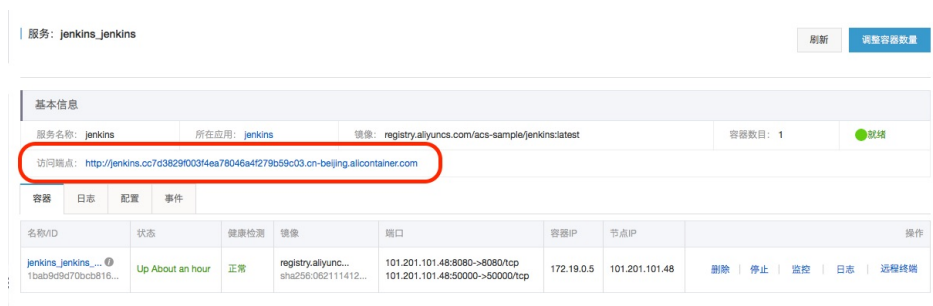 服务：jenkins_jenkins
刷新 调整容器数量
基本信息
服务名称：jenkins 所在应用：jenkins 镜像：registry.aliyuncs.com/acs-sample/jenkins:latest 容器数目：1 就绪
访问端点：http://jenkins.cc7d3829f003f4ea78046a4f279b59c03.cn-beijing.alicontainer.com
容器 日志 配置 事件
名称/ID 状态 健康检测 镜像 端口 容器IP 节点IP 操作
jenkins_jenkins_... Up About an hour 正常 registry.aliyunc... 101.201.101.48:8080->8080/tcp 172.19.0.5 101.201.101.48 删除 停止 监控 日志 远程终端
1bab9d9d70bcb816... sha256:062111412... 101.201.101.48:50000->50000/tcp